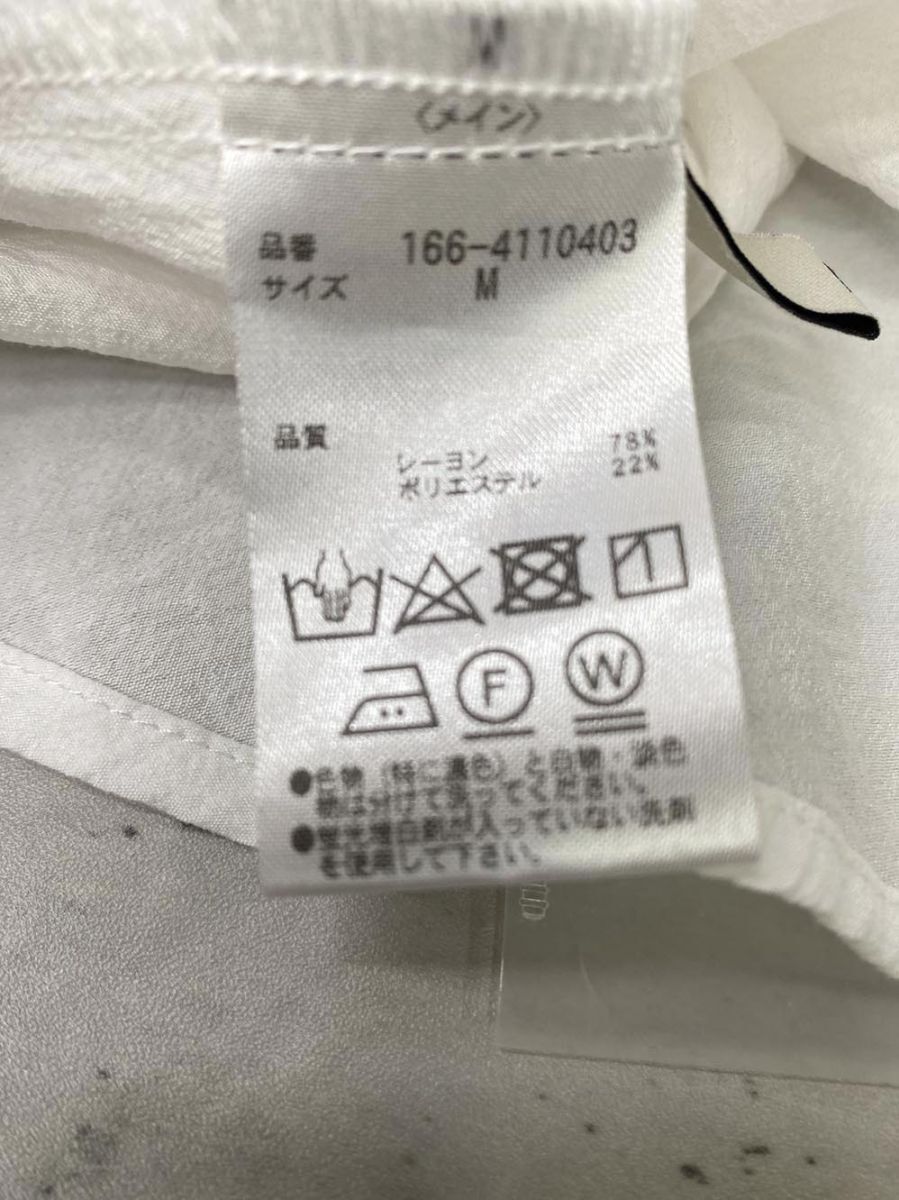 〈メイン〉
品番 166-4110403
サイズ M
品質
レーヨン 78%
ポリエステル 22%
F W
●色物（特に濃色）と白物・淡色
物は分けて洗ってください。
●蛍光増白剤が入っていない洗剤
を使用して下さい。